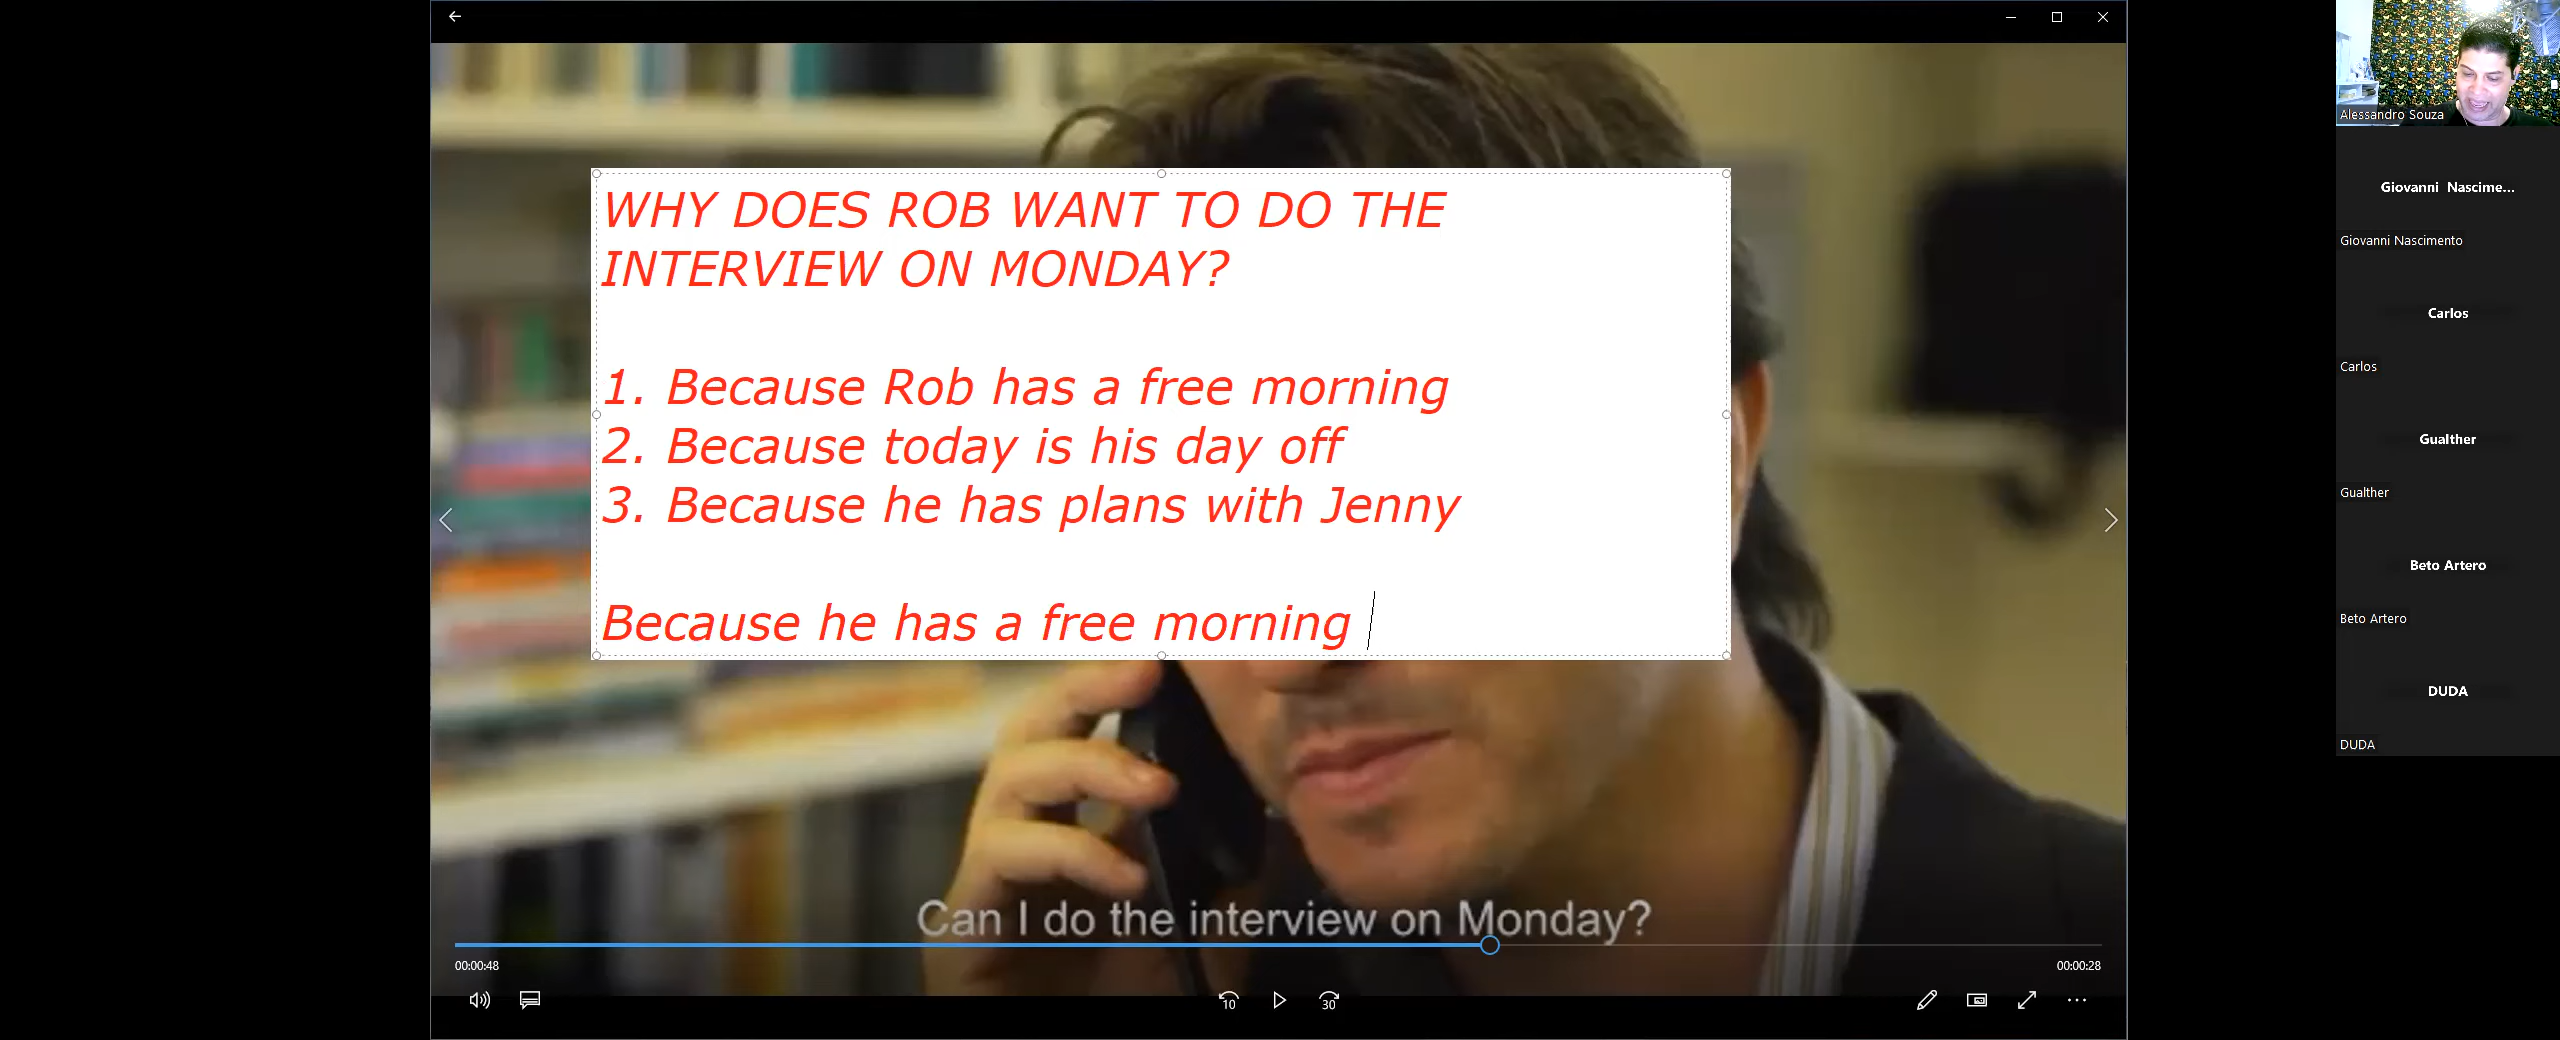 WHY DOES ROB WANT TO DO THE
INTERVIEW ON MONDAY?
1. Because Rob has a free morning
2. Because today is his day off
3. Because he has plans with Jenny
Because he has a free morning
Can I do the interview on Monday?
00:00:48
00:00:28
10
30
Alessandro Souza
Giovanni Nascime...
Giovanni Nascimento
Carlos
Carlos
Gualther
Gualther
Beto Artero
Beto Artero
DUDA
DUDA